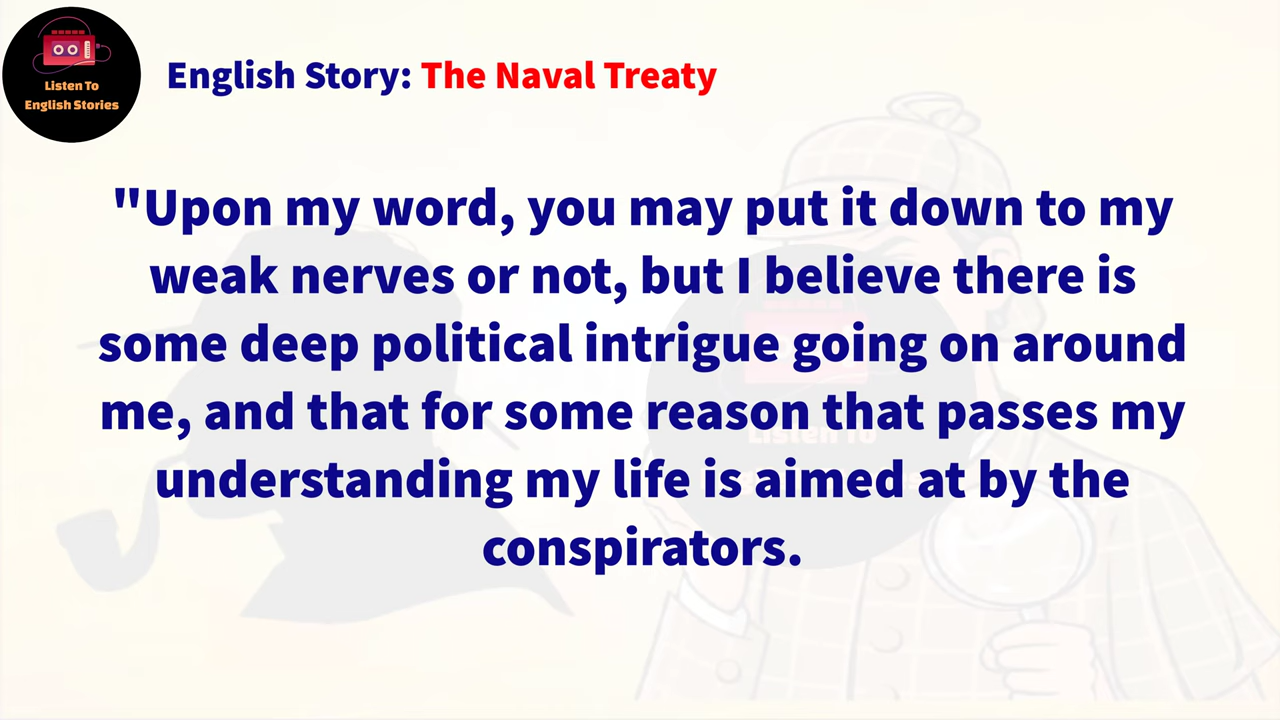 Listen To
English Stories
English Story: The Naval Treaty
"Upon my word, you may put it down to my
weak nerves or not, but I believe there is
some deep political intrigue going on around
me, and that for some reason that passes my
understanding my life is aimed at by the
conspirators.
Listen To